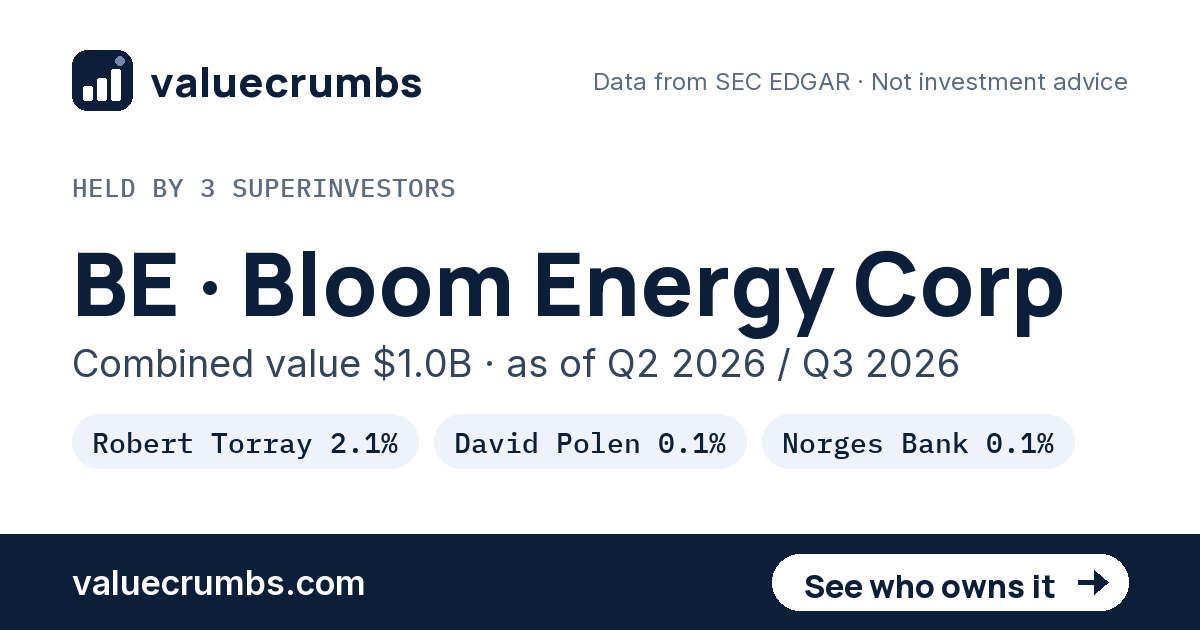 valuecrumbs
Data from SEC EDGAR · Not investment advice
HELD BY 3 SUPERINVESTORS
BE · Bloom Energy Corp
Combined value $1.0B · as of Q2 2026 / Q3 2026
Robert Torray 2.1%
David Polen 0.1%
Norges Bank 0.1%
valuecrumbs.com
See who owns it →